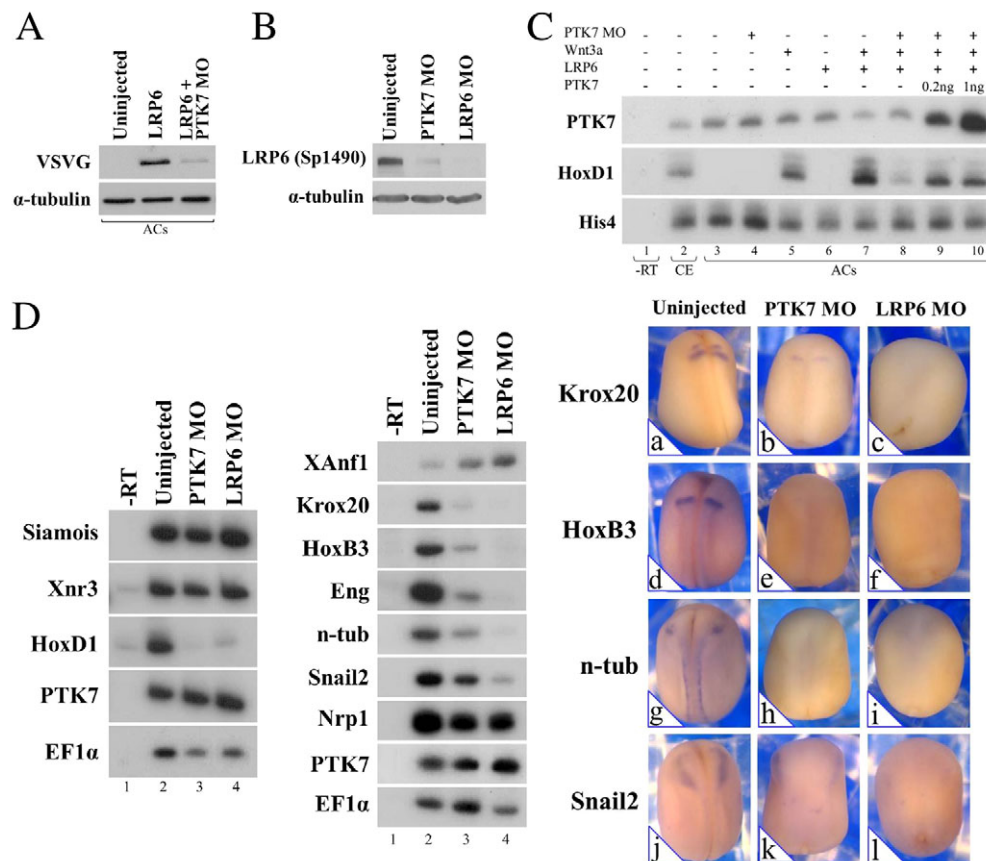 A
Uninjected
LRP6
LRP6 +
PTK7 MO
VSVG
α-tubulin
ACs
B
Uninjected
PTK7 MO
LRP6 MO
LRP6 (Sp1490)
α-tubulin
C
PTK7 MO - - - + - - - + + +
Wnt3a - - - - + - + + + +
LRP6 - - - - - + + + + +
PTK7 - - - - - - - - 0.2ng 1ng
PTK7
HoxD1
His4
1 2 3 4 5 6 7 8 9 10
-RT CE ACs
D
-RT
Uninjected
PTK7 MO
LRP6 MO
Siamois
Xnr3
HoxD1
PTK7
EF1α
1 2 3 4
-RT
Uninjected
PTK7 MO
LRP6 MO
XAnf1
Krox20
HoxB3
Eng
n-tub
Snail2
Nrp1
PTK7
EF1α
1 2 3 4
Uninjected PTK7 MO LRP6 MO
Krox20
a b c
HoxB3
d e f
n-tub
g h i
Snail2
j k l